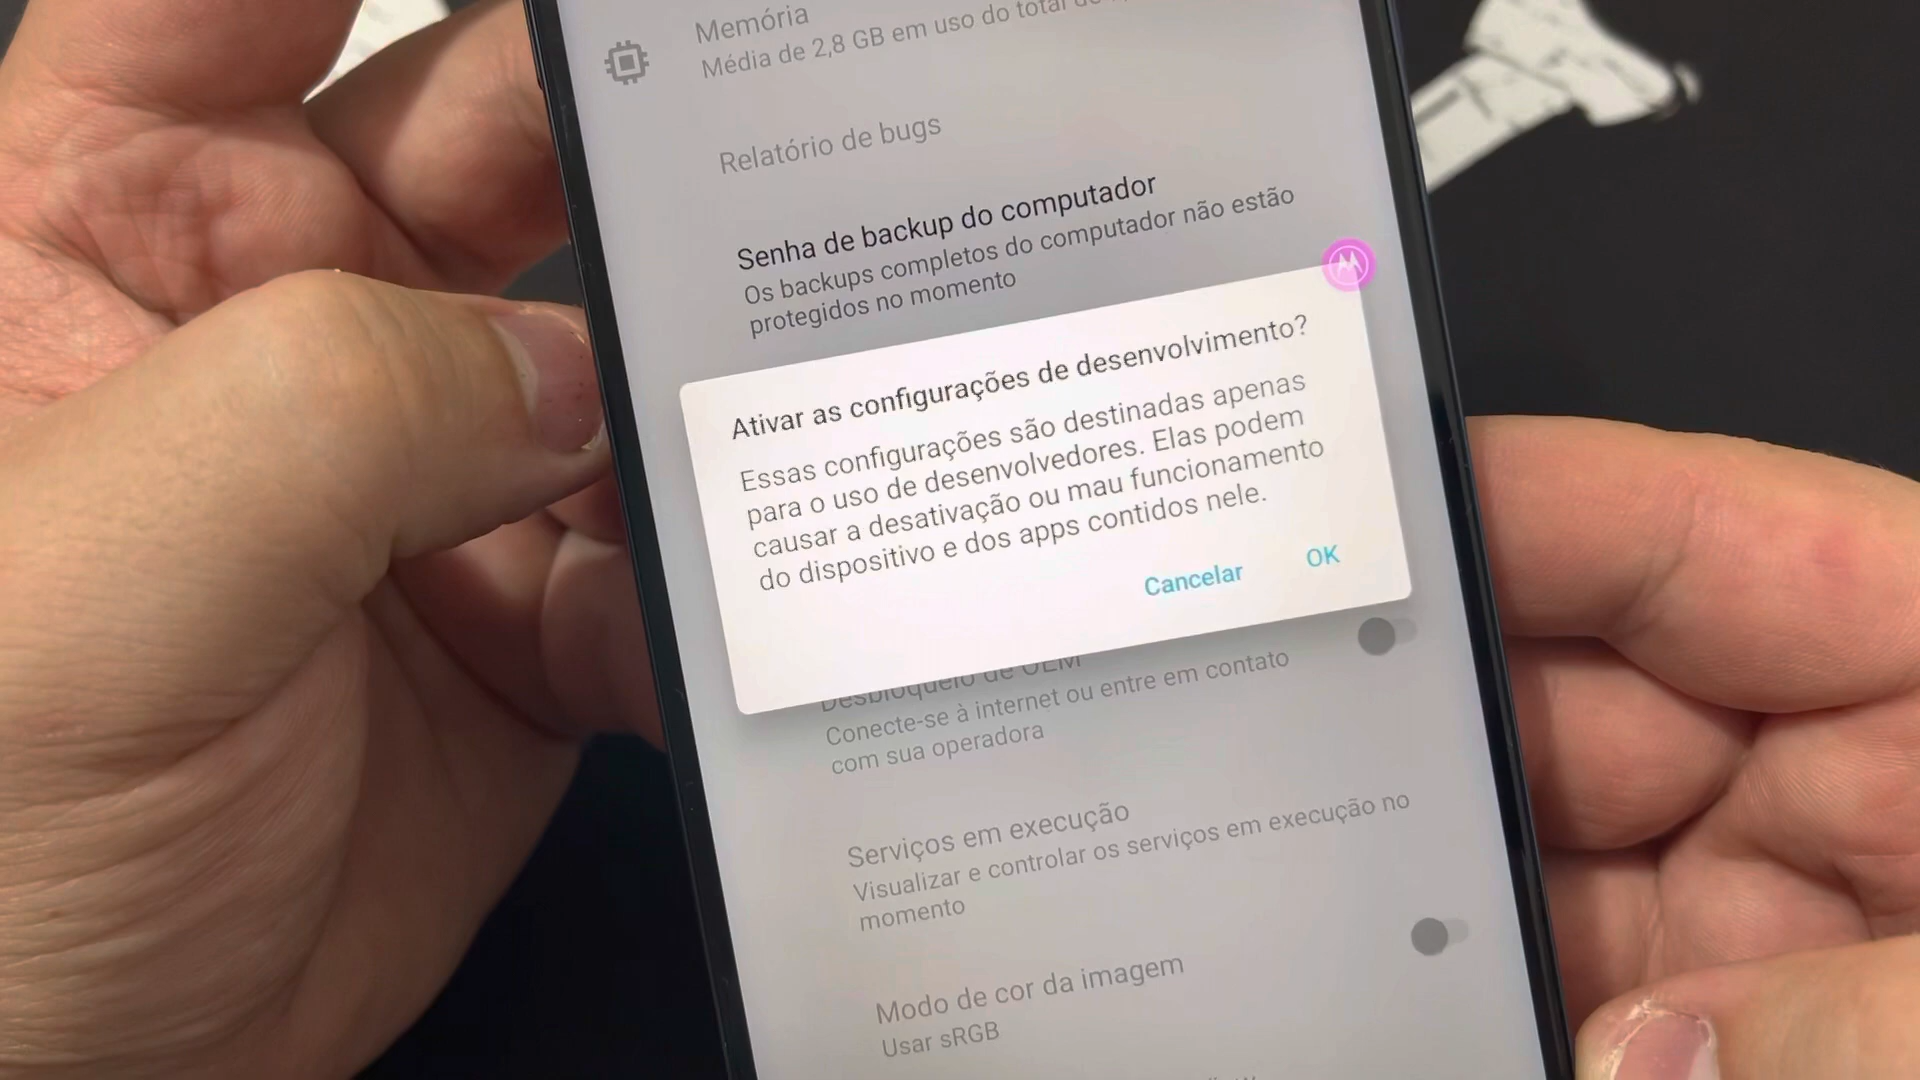 Memória
Média de 2,8 GB em uso do total
Relatório de bugs
Senha de backup do computador
Os backups completos do computador não estão
protegidos no momento
Ativar as configurações de desenvolvimento?
Essas configurações são destinadas apenas
para o uso de desenvolvedores. Elas podem
causar a desativação ou mau funcionamento
do dispositivo e dos apps contidos nele.
Cancelar
OK
Desbloqueio de OEM
Conecte-se à internet ou entre em contato
com sua operadora
Serviços em execução
Visualizar e controlar os serviços em execução no
momento
Modo de cor da imagem
Usar sRGB